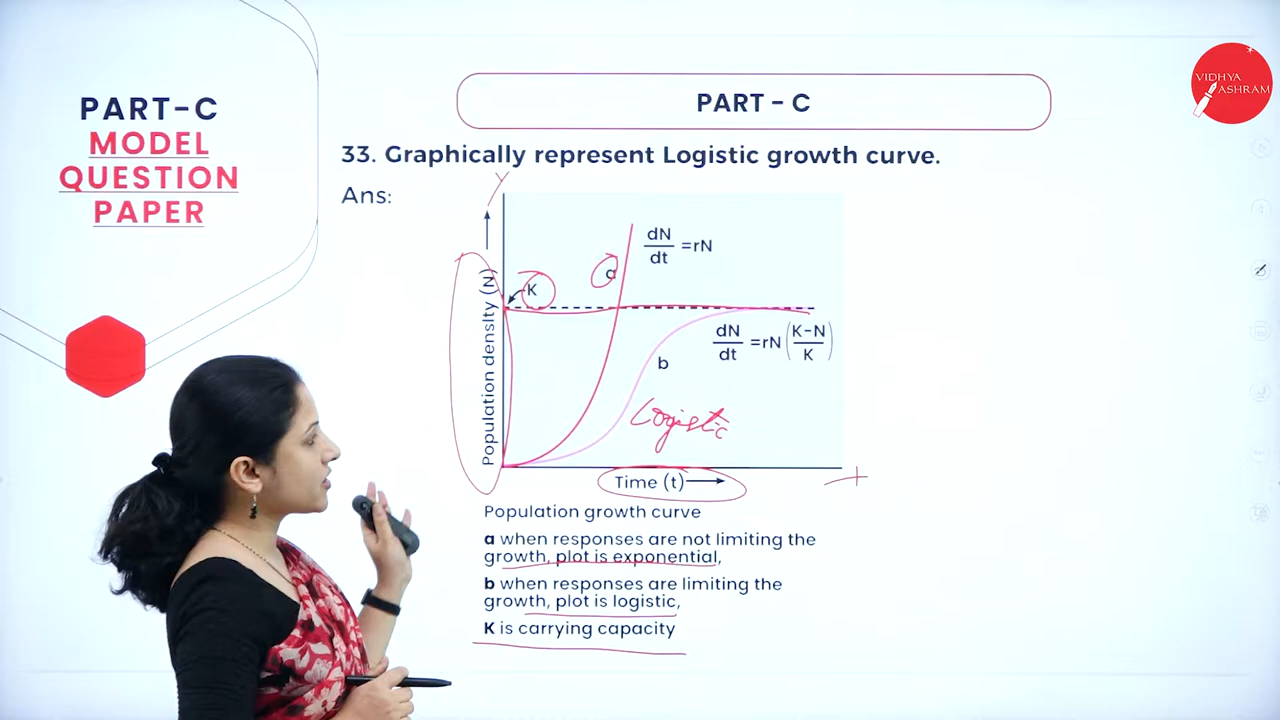 PART-C
MODEL
QUESTION
PAPER
PART - C
VIDHYA
ASHRAM
33. Graphically represent Logistic growth curve.
Ans:
Y
Population density (N)
K
a
dN/dt =rN
dN/dt =rN (K-N/K)
b
Logistic
Time (t)
Population growth curve
a when responses are not limiting the
growth, plot is exponential,
b when responses are limiting the
growth, plot is logistic,
K is carrying capacity